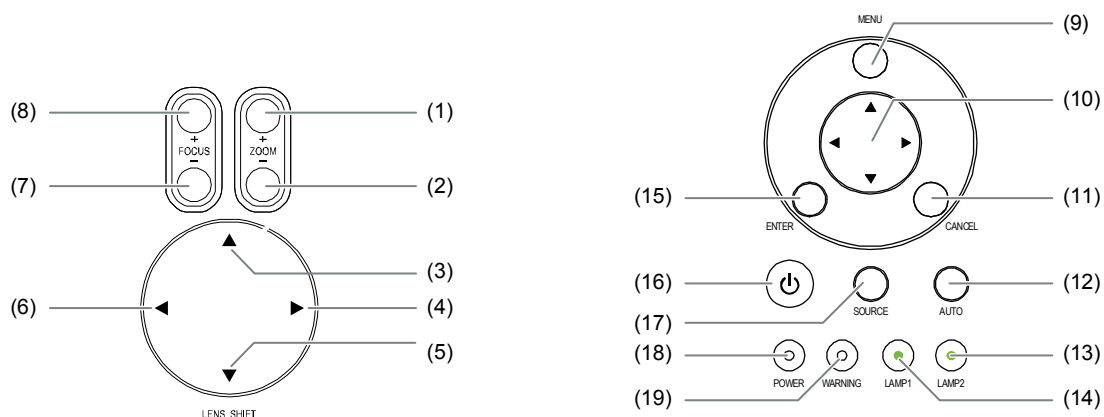 (8)
(1)
+
FOCUS
−
+
ZOOM
−
(7)
(2)
(3)
(6)
(4)
(5)
LENS SHIFT
MENU
(9)
(10)
(15)
(11)
ENTER
CANCEL
(16)
(12)
SOURCE
AUTO
(17)
(18)
(13)
POWER
WARNING
LAMP1
LAMP2
(19)
(14)